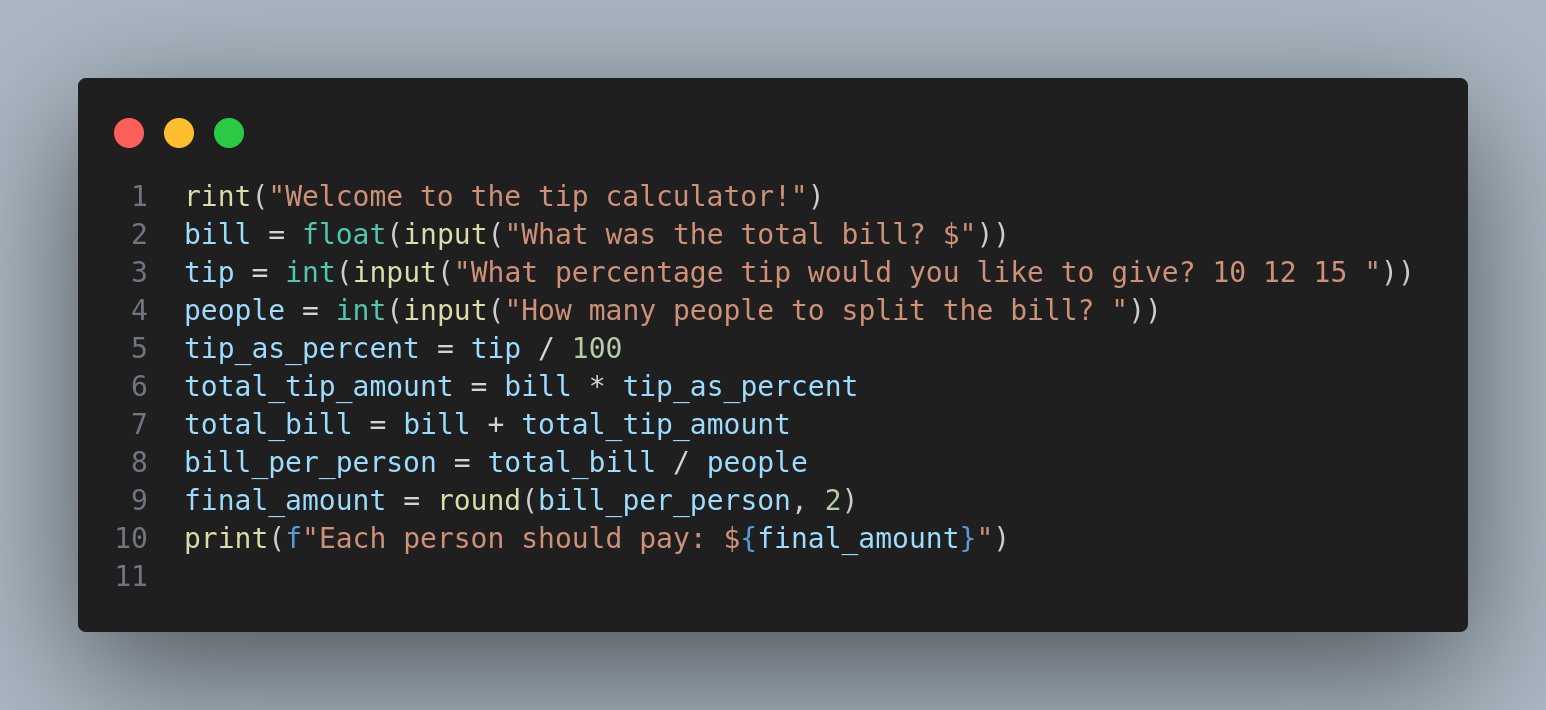 1 rint("Welcome to the tip calculator!")
2 bill = float(input("What was the total bill? $"))
3 tip = int(input("What percentage tip would you like to give? 10 12 15 "))
4 people = int(input("How many people to split the bill? "))
5 tip_as_percent = tip / 100
6 total_tip_amount = bill * tip_as_percent
7 total_bill = bill + total_tip_amount
8 bill_per_person = total_bill / people
9 final_amount = round(bill_per_person, 2)
10 print(f"Each person should pay: ${final_amount}")
11